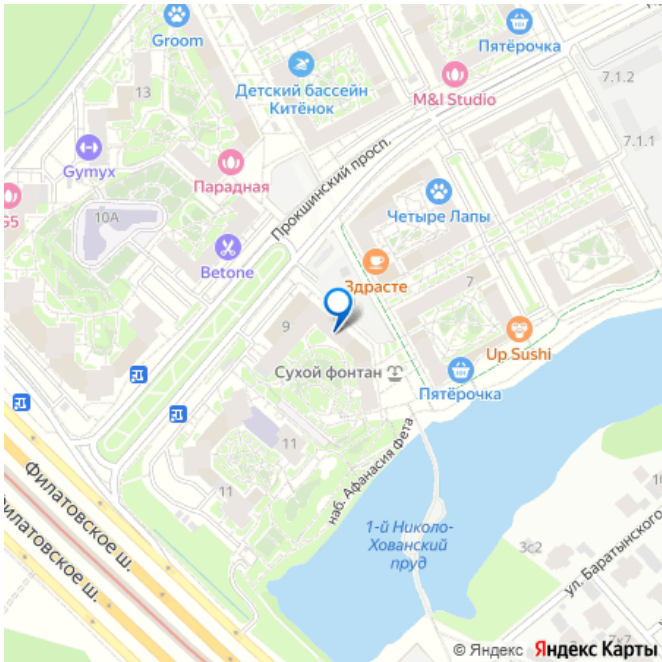 Groom
Пятёрочка
Детский бассейн
Китёнок
M&I Studio
7.1.2
13
7.1.1
Gymyx
Парадная
Прокшинский просп.
G5
10А
Четыре Лапы
Betone
Здрасте
7
9
Up Sushi
Сухой фонтан
Пятёрочка
11
наб. Афанасия Фета
11
Филатовское ш.
Филатовское ш.
1-й Николо-
Хованский
пруд
3с2
ул. Баратынского
7к7
© Яндекс Яндекс Карты